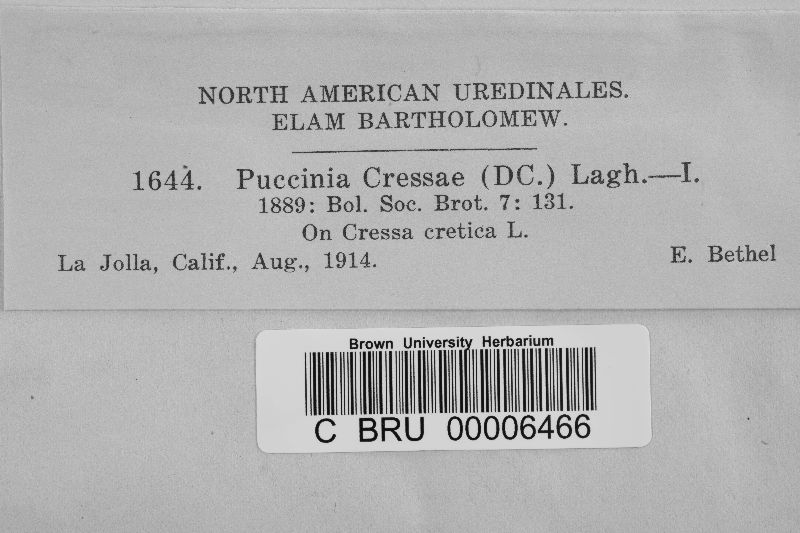 NORTH AMERICAN UREDINALES.
ELAM BARTHOLOMEW.
1644. Puccinia Cressae (DC.) Lagh.—I.
1889: Bol. Soc. Brot. 7: 131.
On Cressa cretica L.
La Jolla, Calif., Aug., 1914. E. Bethel
Brown University Herbarium
C BRU 00006466